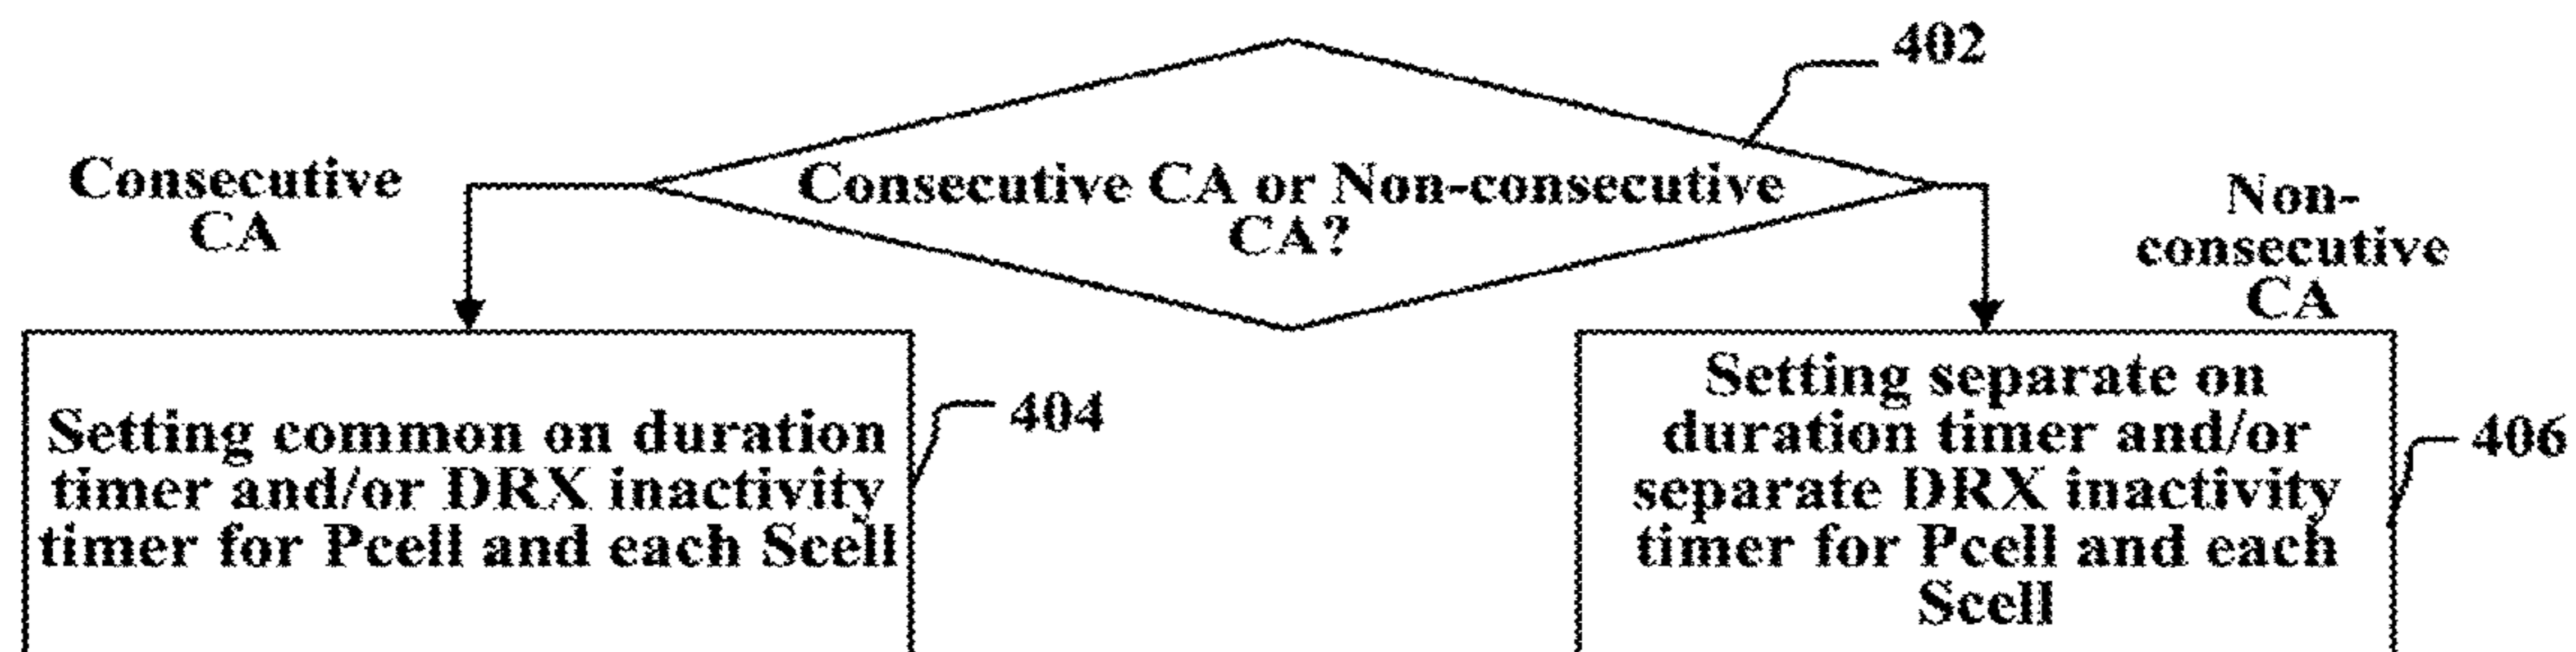 402
Consecutive
CA
Consecutive CA or Non-consecutive
CA?
Non-
consecutive
CA
Setting common on duration
timer and/or DRX inactivity
timer for Pcell and each Scell
404
Setting separate on
duration timer and/or
separate DRX inactivity
timer for Pcell and each
Scell
406